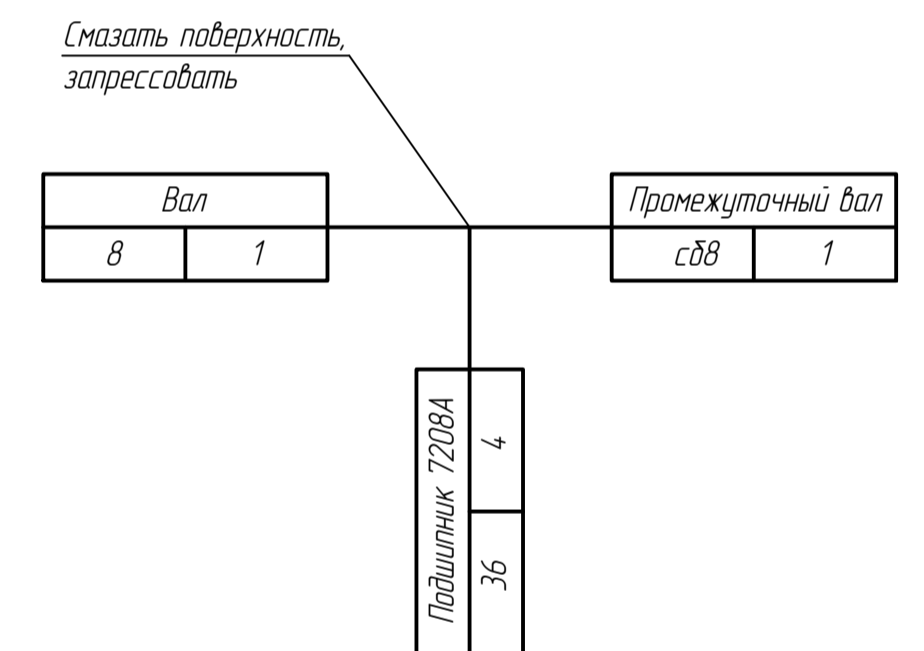 Смазать поверхность,
запрессовать
Вал
8 1
Промежуточный вал
сб8 1
Подшипник 7208А
36 4